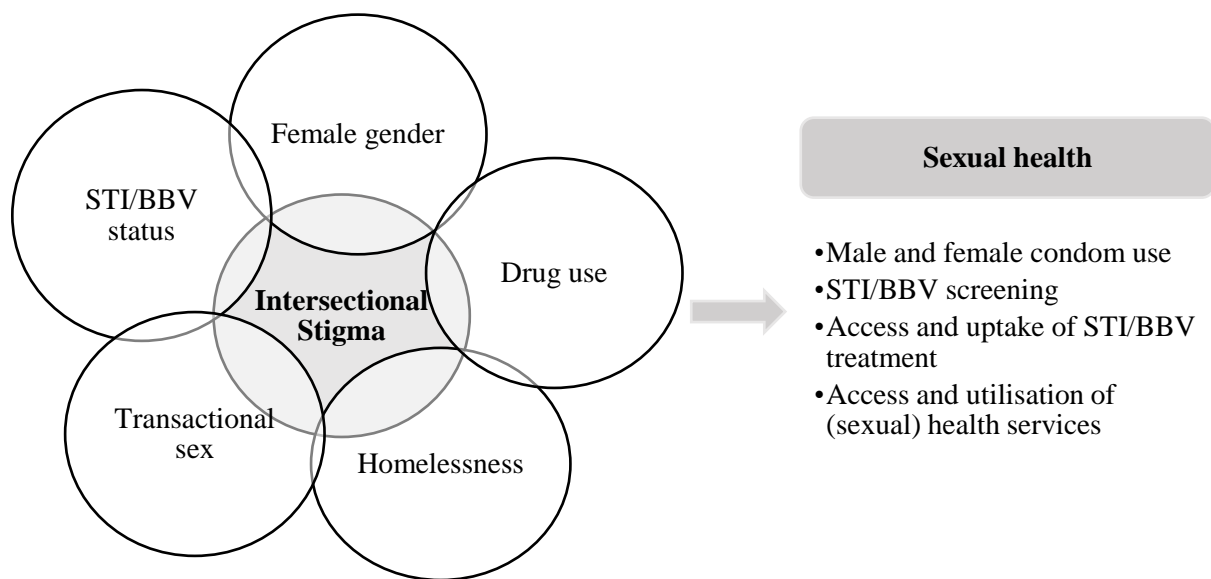 Female gender
STI/BBV
status
Drug use
Intersectional
Stigma
Transactional
sex
Homelessness
Sexual health
•Male and female condom use
•STI/BBV screening
•Access and uptake of STI/BBV
treatment
•Access and utilisation of
(sexual) health services